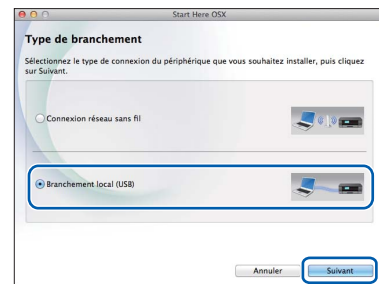 Start Here OSX
Type de branchement
Sélectionnez le type de connexion du périphérique que vous souhaitez installer, puis cliquez
sur Suivant.
Connexion réseau sans fil
Branchement local (USB)
Annuler
Suivant